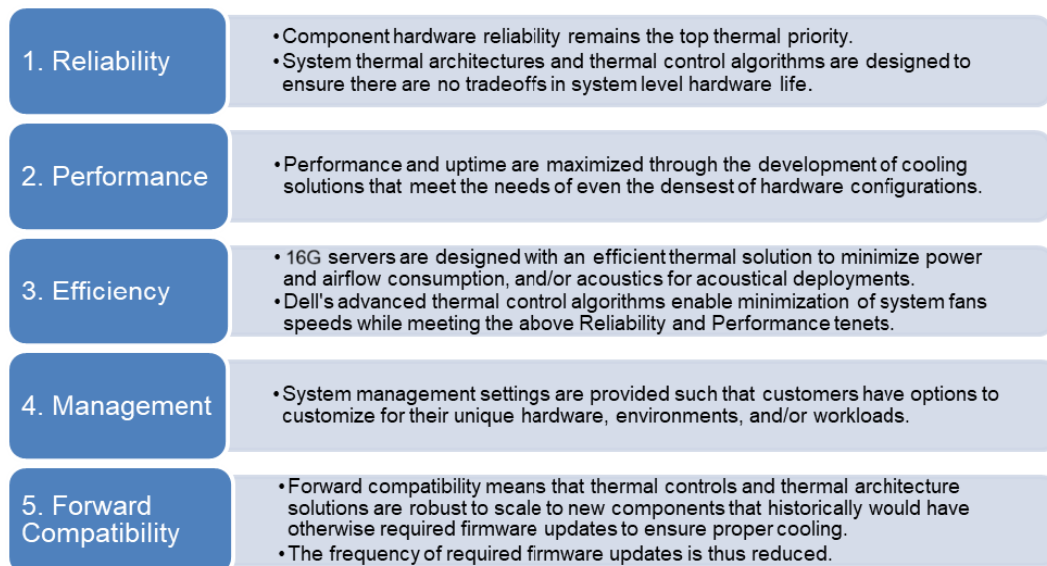 1. Reliability
•Component hardware reliability remains the top thermal priority.
•System thermal architectures and thermal control algorithms are designed to
ensure there are no tradeoffs in system level hardware life.
2. Performance
•Performance and uptime are maximized through the development of cooling
solutions that meet the needs of even the densest of hardware configurations.
3. Efficiency
• 16G servers are designed with an efficient thermal solution to minimize power
and airflow consumption, and/or acoustics for acoustical deployments.
•Dell's advanced thermal control algorithms enable minimization of system fans
speeds while meeting the above Reliability and Performance tenets.
4. Management
•System management settings are provided such that customers have options to
customize for their unique hardware, environments, and/or workloads.
5. Forward
Compatibility
•Forward compatibility means that thermal controls and thermal architecture
solutions are robust to scale to new components that historically would have
otherwise required firmware updates to ensure proper cooling.
•The frequency of required firmware updates is thus reduced.